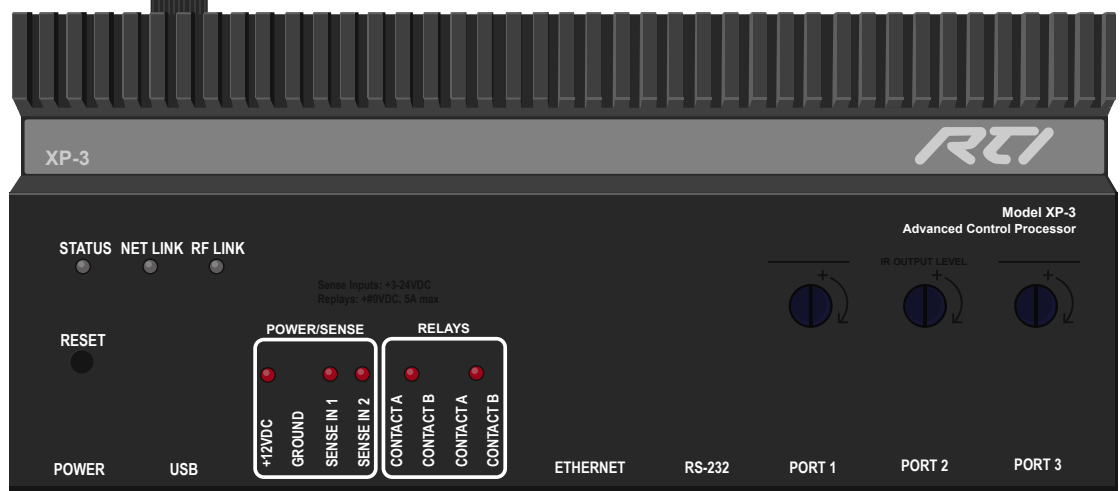 XP-3
RTI
Model XP-3
Advanced Control Processor
STATUS NET LINK RF LINK
IR OUTPUT LEVEL
+ + +
Sense Inputs: +3-24VDC
Replays: +#0VDC, 5A max
RESET
POWER/SENSE
RELAYS
+12VDC
GROUND
SENSE IN 1
SENSE IN 2
CONTACT A
CONTACT B
CONTACT A
CONTACT B
POWER
USB
ETHERNET
RS-232
PORT 1
PORT 2
PORT 3